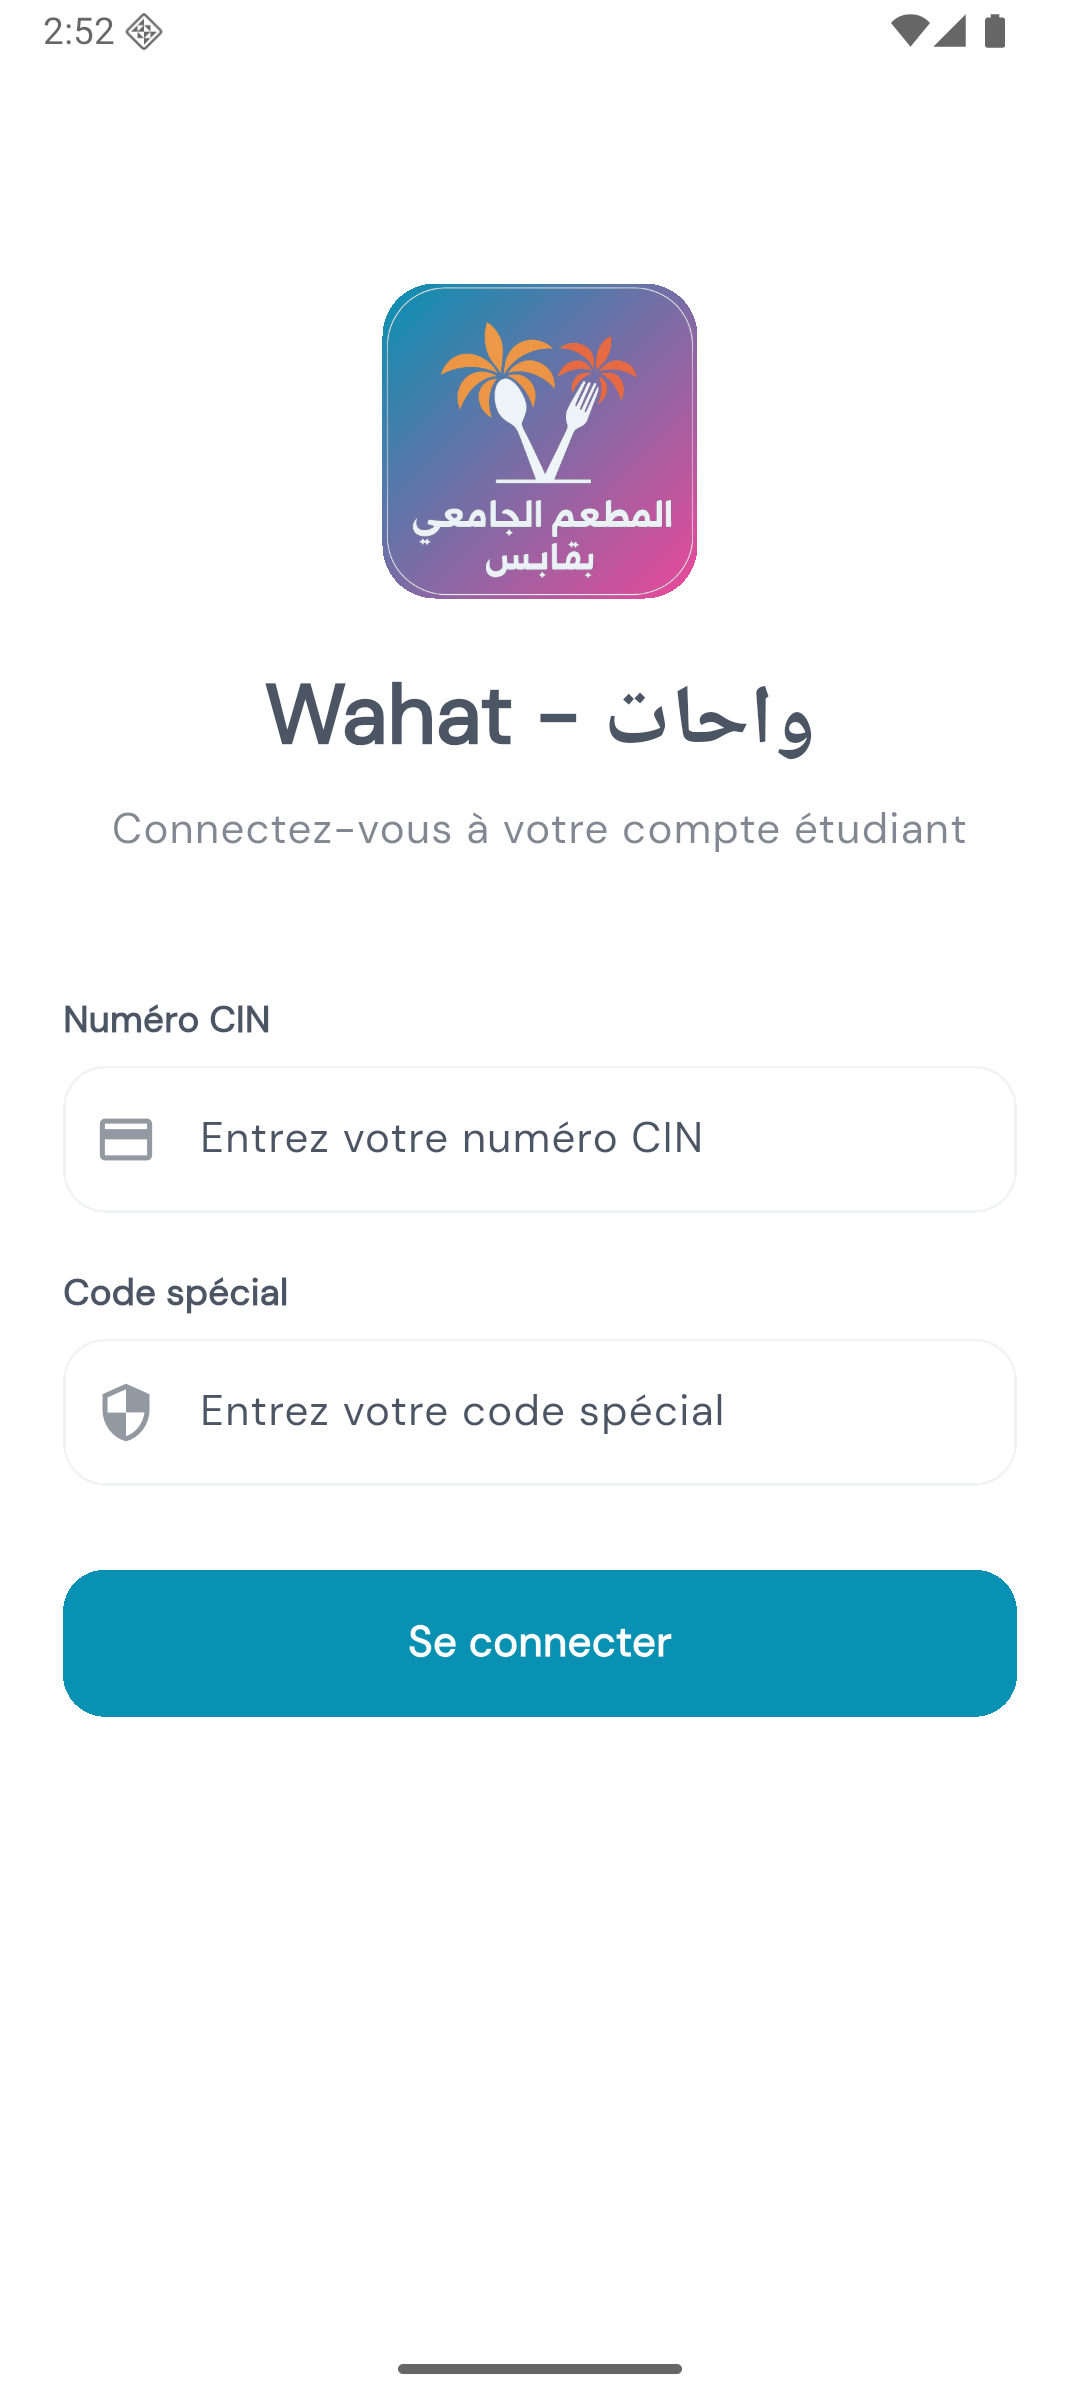 2:52
المطعم الجامعي
بقابس
Wahat - واحات
Connectez-vous à votre compte étudiant
Numéro CIN
Entrez votre numéro CIN
Code spécial
Entrez votre code spécial
Se connecter